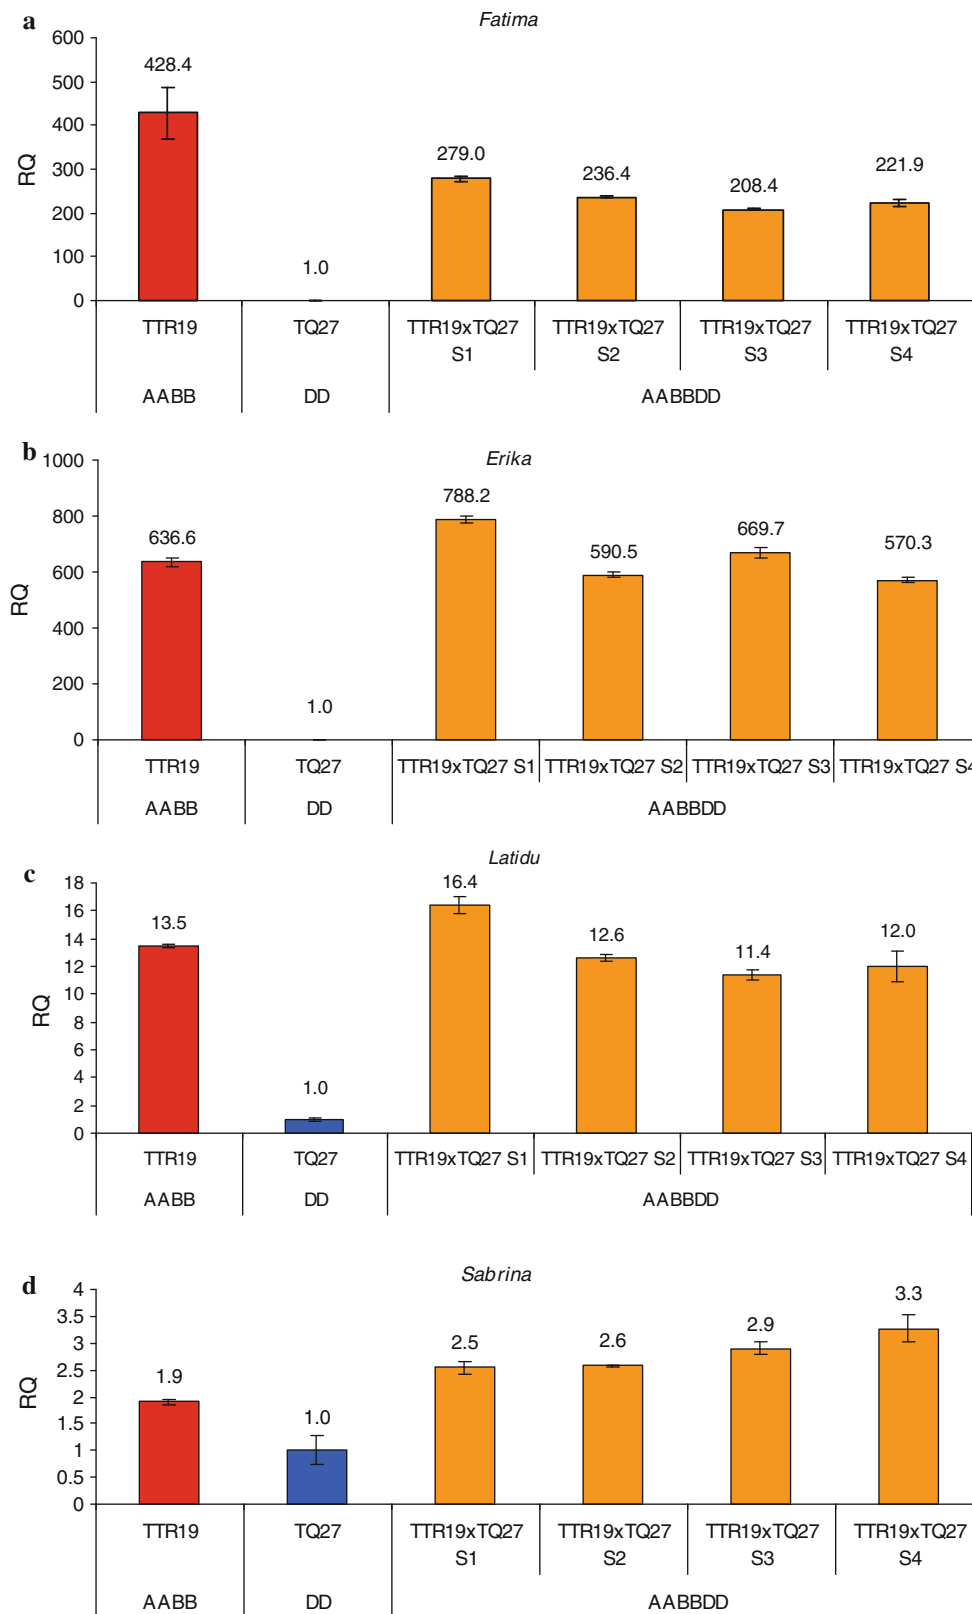 a
Fatima
600
500
400
300
200
100
0
RQ
428.4
1.0
279.0
236.4
208.4
221.9
TTR19 TQ27 TTR19xTQ27 TTR19xTQ27 TTR19xTQ27 TTR19xTQ27
S1 S2 S3 S4
AABB DD AABBDD
b
Erika
1000
800
600
400
200
0
RQ
636.6
1.0
788.2
590.5
669.7
570.3
TTR19 TQ27 TTR19xTQ27 S1 TTR19xTQ27 S2 TTR19xTQ27 S3 TTR19xTQ27 S4
AABB DD AABBDD
c
Latidu
18
16
14
12
10
8
6
4
2
0
RQ
13.5
1.0
16.4
12.6
11.4
12.0
TTR19 TQ27 TTR19xTQ27 S1 TTR19xTQ27 S2 TTR19xTQ27 S3 TTR19xTQ27 S4
AABB DD AABBDD
d
Sabrina
4
3.5
3
2.5
2
1.5
1
0.5
0
RQ
1.9
1.0
2.5
2.6
2.9
3.3
TTR19 TQ27 TTR19xTQ27 TTR19xTQ27 TTR19xTQ27 TTR19xTQ27
S1 S2 S3 S4
AABB DD AABBDD